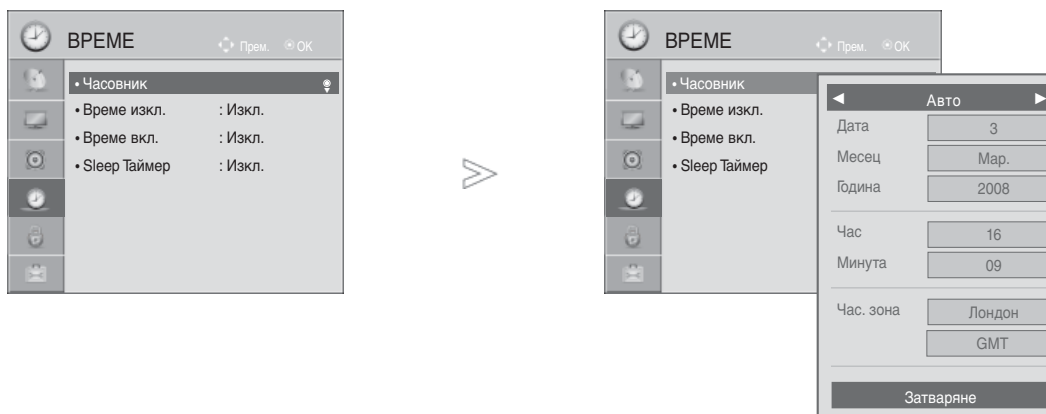 ВРЕМЕ Прем. OK
• Часовник
• Време изкл. : Изкл.
• Време вкл. : Изкл.
• Sleep Таймер : Изкл.
ВРЕМЕ Прем. OK
• Часовник
• Време изкл.
• Време вкл.
• Sleep Таймер
◄ Авто ►
Дата 3
Месец Мар.
Година 2008
Час 16
Минута 09
Час. зона Лондон
GMT
Затваряне